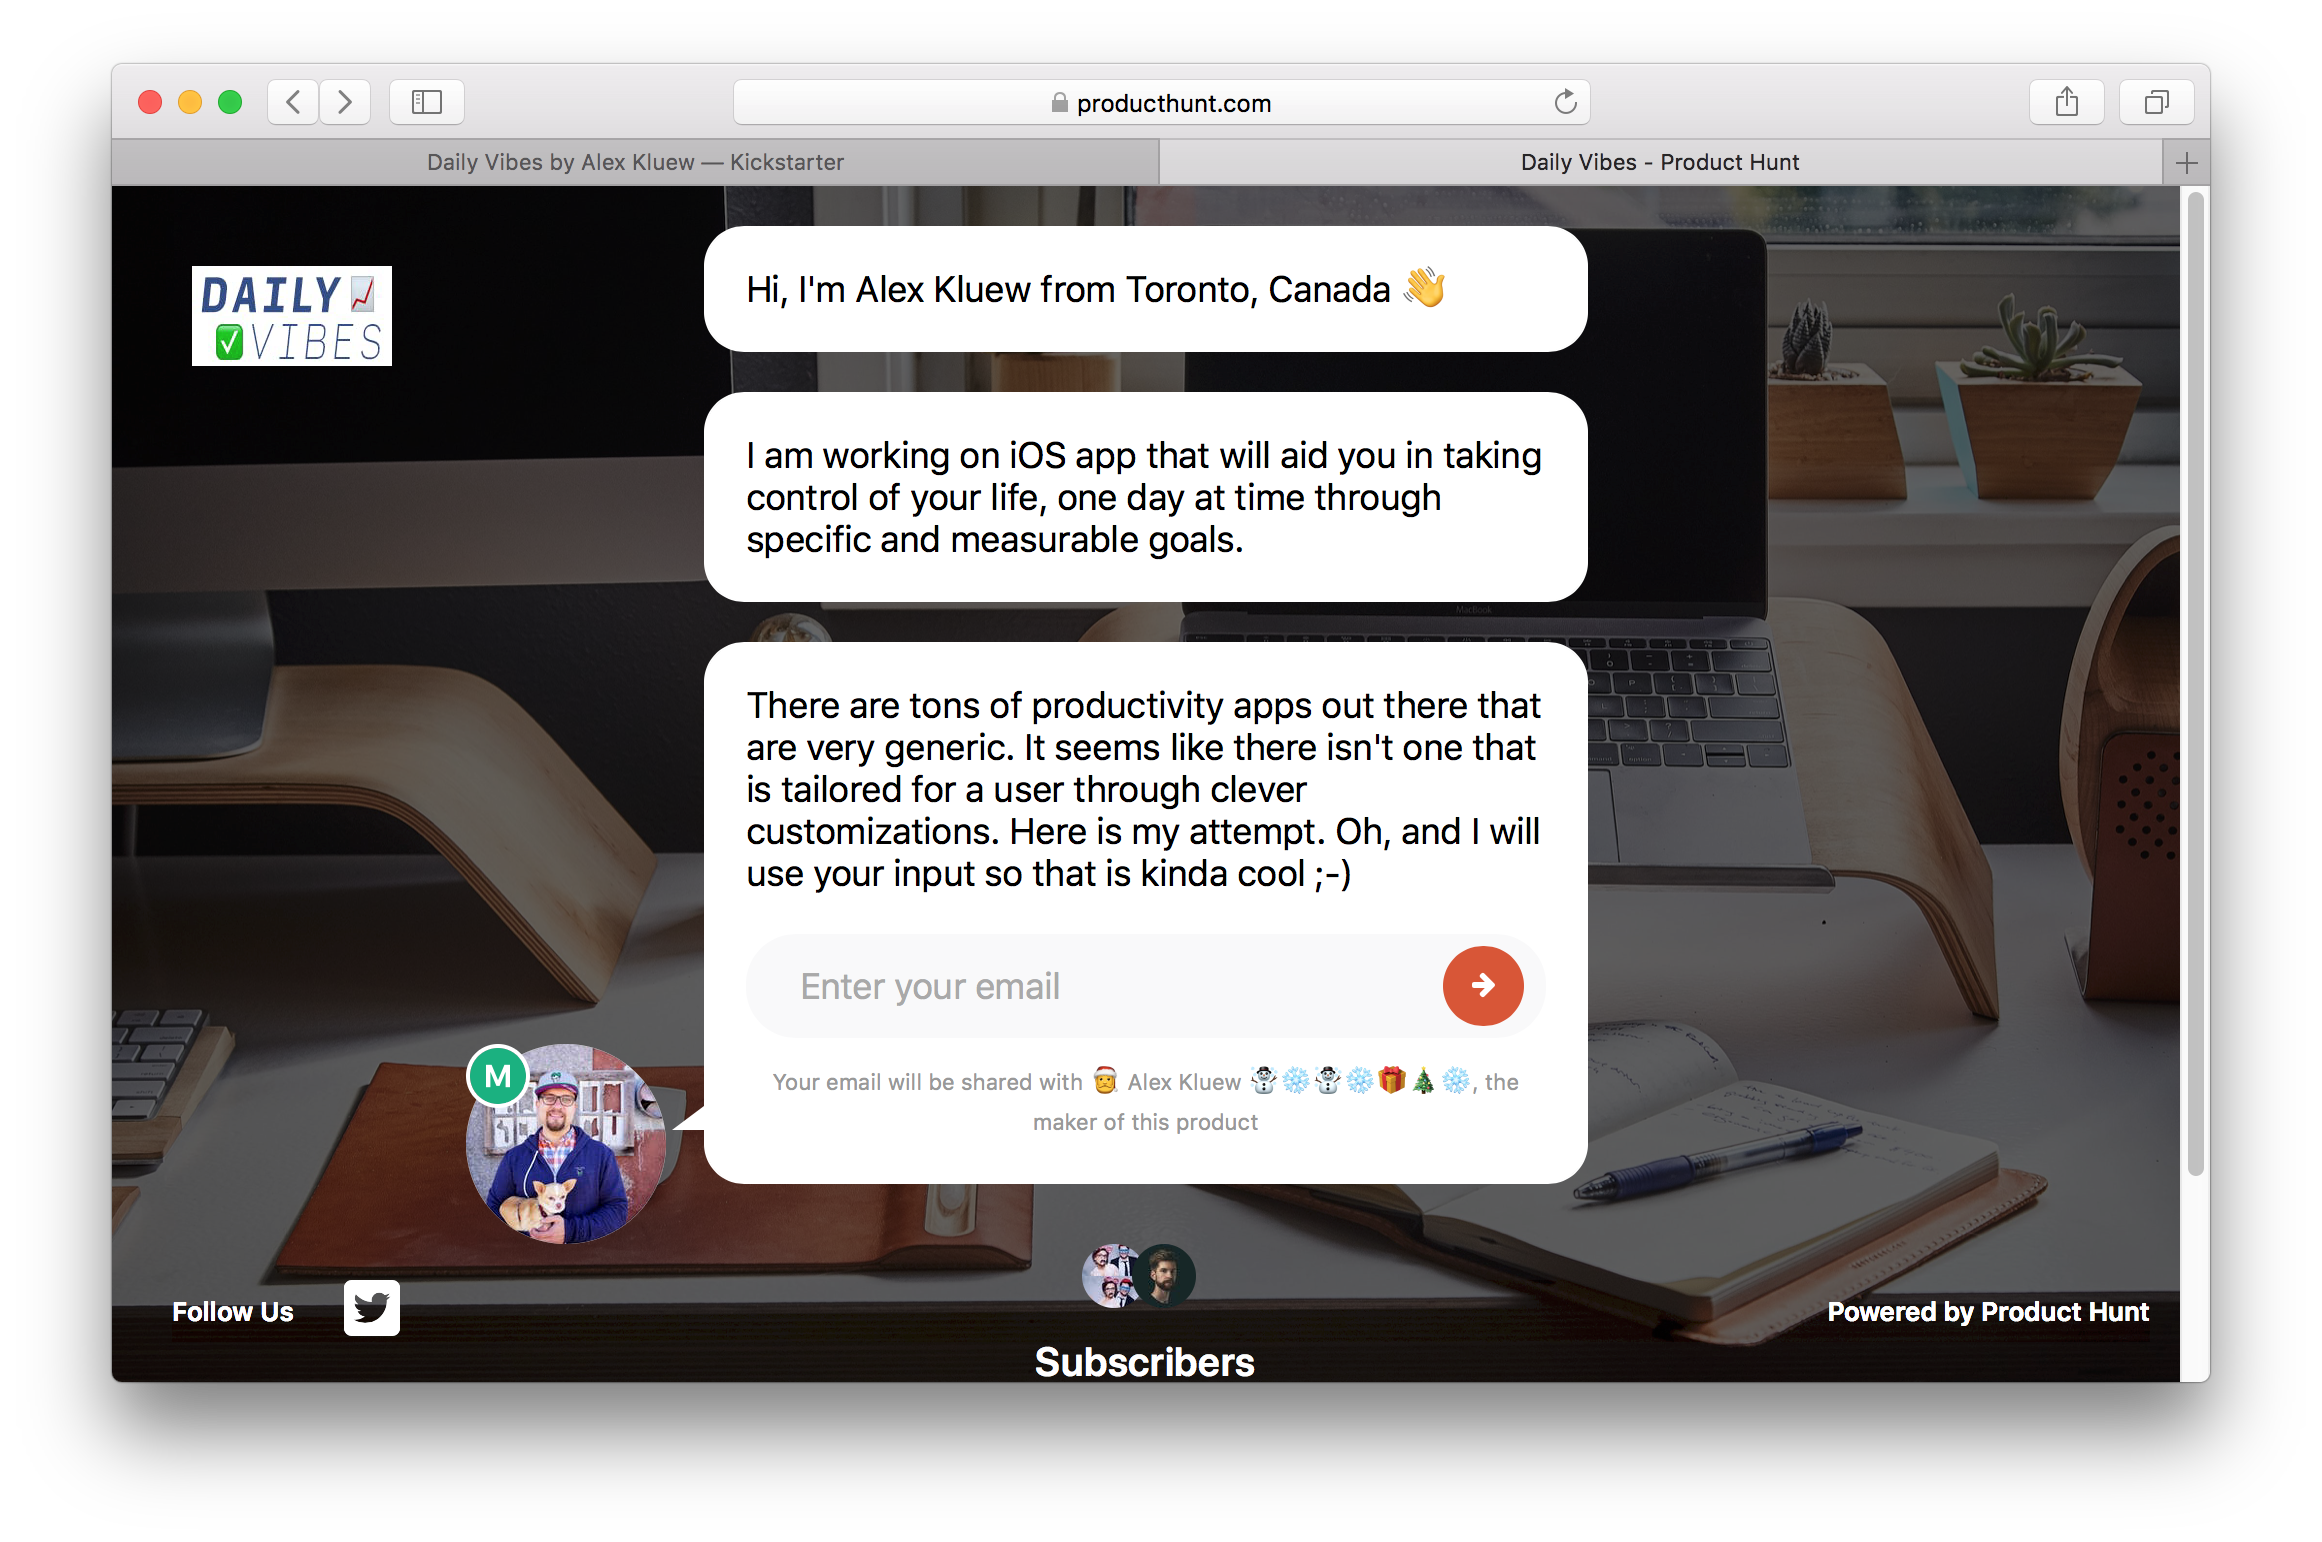 producthunt.com
Daily Vibes by Alex Kluew — Kickstarter
Daily Vibes - Product Hunt
DAILY
VIBES
Hi, I'm Alex Kluew from Toronto, Canada 👋
I am working on iOS app that will aid you in taking
control of your life, one day at time through
specific and measurable goals.
MacBook
There are tons of productivity apps out there that
are very generic. It seems like there isn't one that
is tailored for a user through clever
customizations. Here is my attempt. Oh, and I will
use your input so that is kinda cool ;-)
Enter your email
Your email will be shared with 🎅 Alex Kluew ☃️❄️☃️❄️🎁🎄❄️, the
maker of this product
M
Follow Us
Subscribers
Powered by Product Hunt